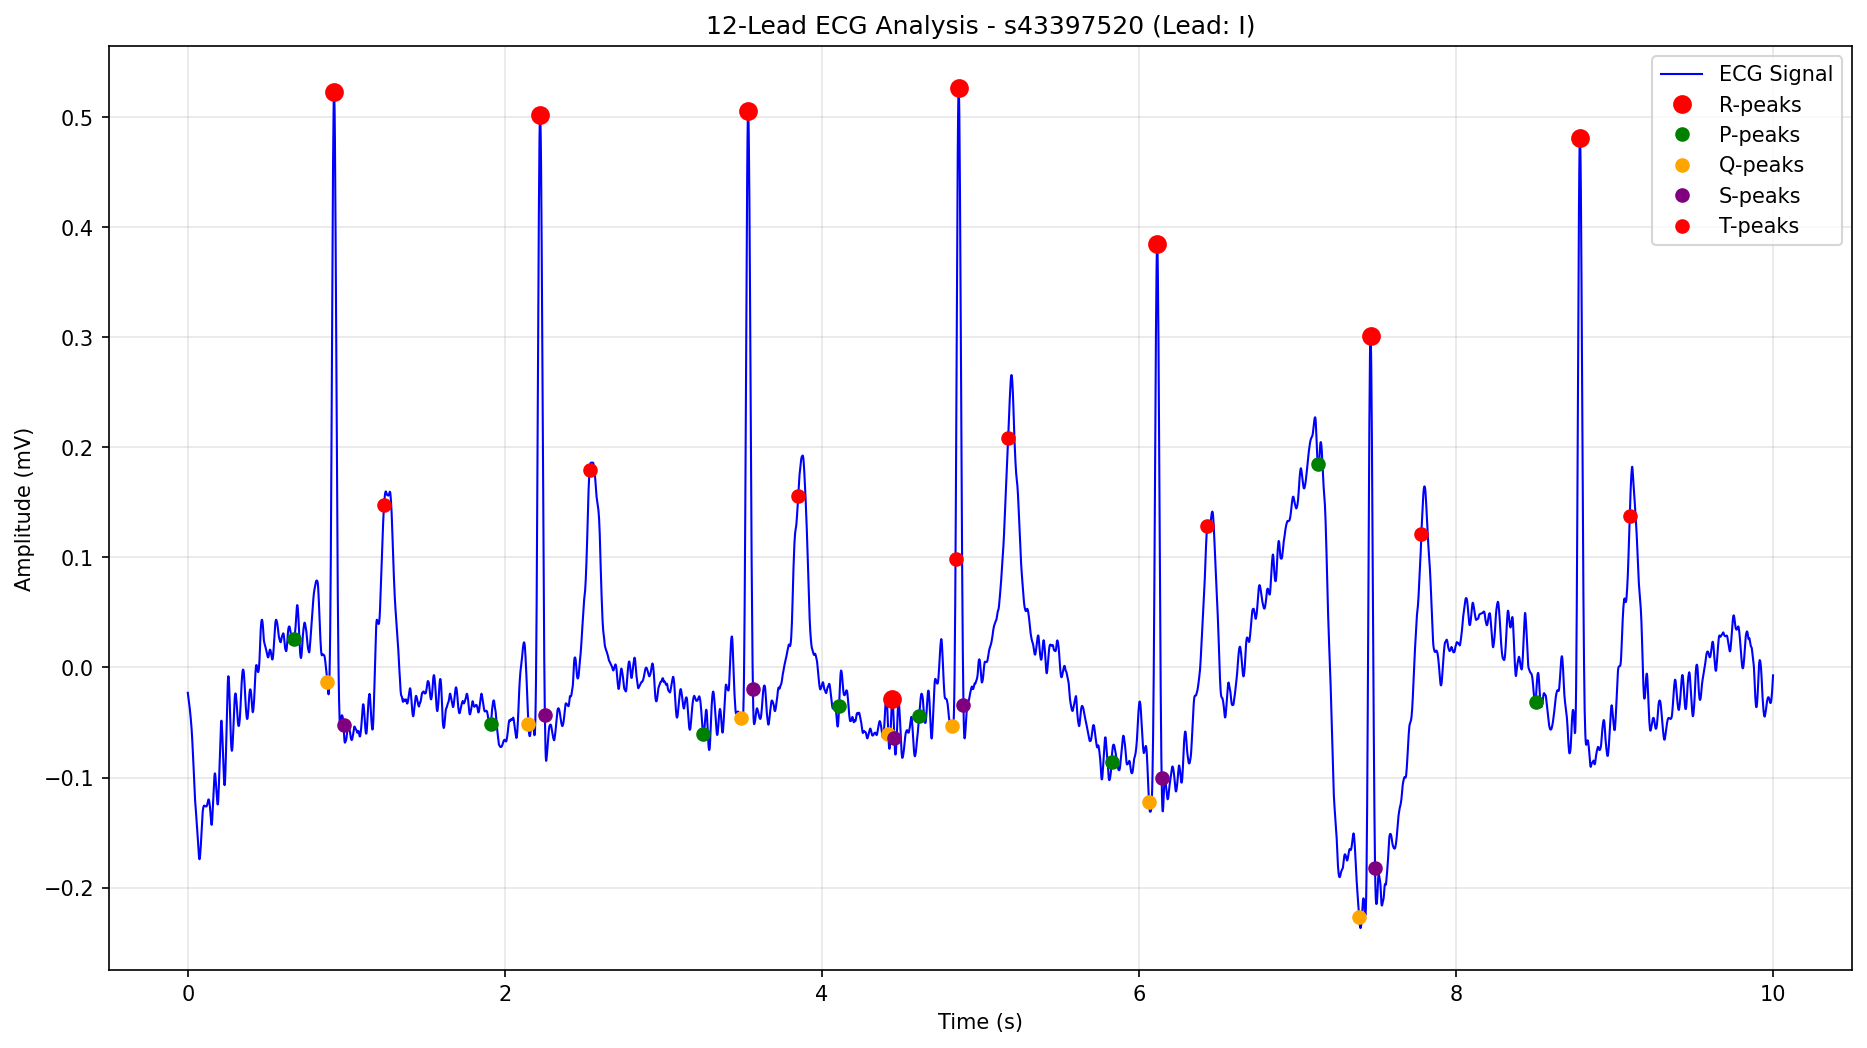 12-Lead ECG Analysis - s43397520 (Lead: I)
ECG Signal
R-peaks
P-peaks
Q-peaks
S-peaks
T-peaks
Amplitude (mV)
0.5
0.4
0.3
0.2
0.1
0.0
−0.1
−0.2
0 2 4 6 8 10
Time (s)